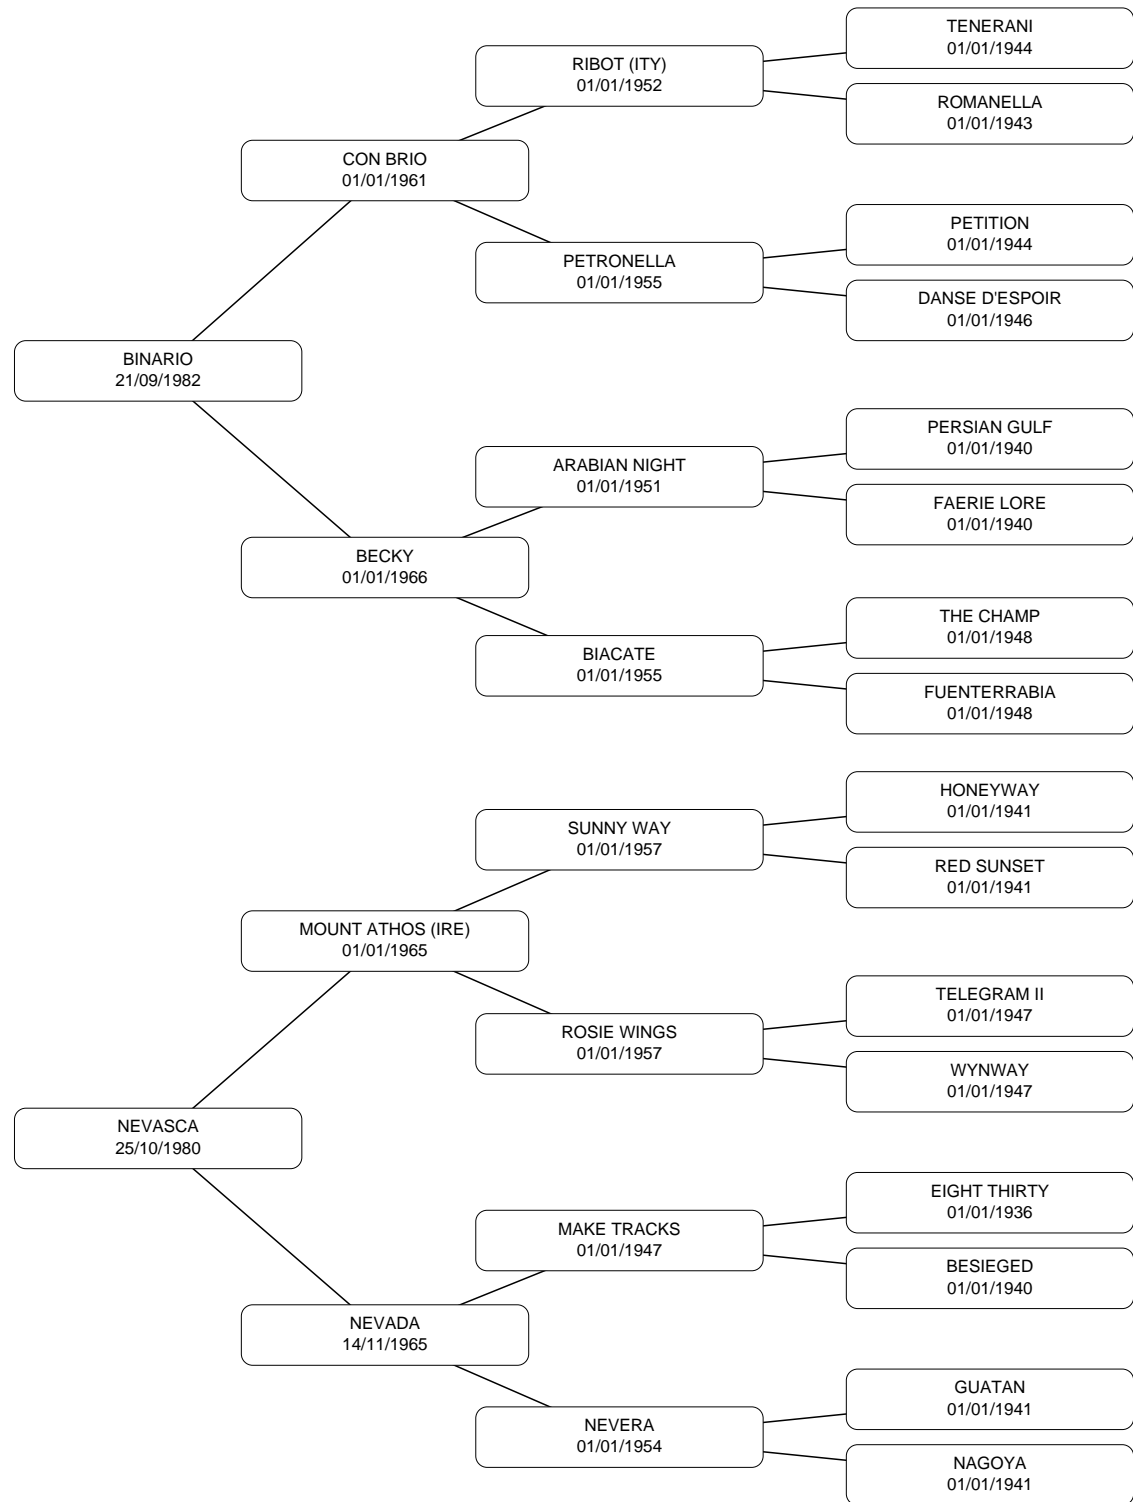 TENERANI
01/01/1944
RIBOT (ITY)
01/01/1952
ROMANELLA
01/01/1943
CON BRIO
01/01/1961
PETITION
01/01/1944
PETRONELLA
01/01/1955
DANSE D'ESPOIR
01/01/1946
BINARIO
21/09/1982
PERSIAN GULF
01/01/1940
ARABIAN NIGHT
01/01/1951
FAERIE LORE
01/01/1940
BECKY
01/01/1966
THE CHAMP
01/01/1948
BIACATE
01/01/1955
FUENTERRABIA
01/01/1948
HONEYWAY
01/01/1941
SUNNY WAY
01/01/1957
RED SUNSET
01/01/1941
MOUNT ATHOS (IRE)
01/01/1965
TELEGRAM II
01/01/1947
ROSIE WINGS
01/01/1957
WYNWAY
01/01/1947
NEVASCA
25/10/1980
EIGHT THIRTY
01/01/1936
MAKE TRACKS
01/01/1947
BESIEGED
01/01/1940
NEVADA
14/11/1965
GUATAN
01/01/1941
NEVERA
01/01/1954
NAGOYA
01/01/1941